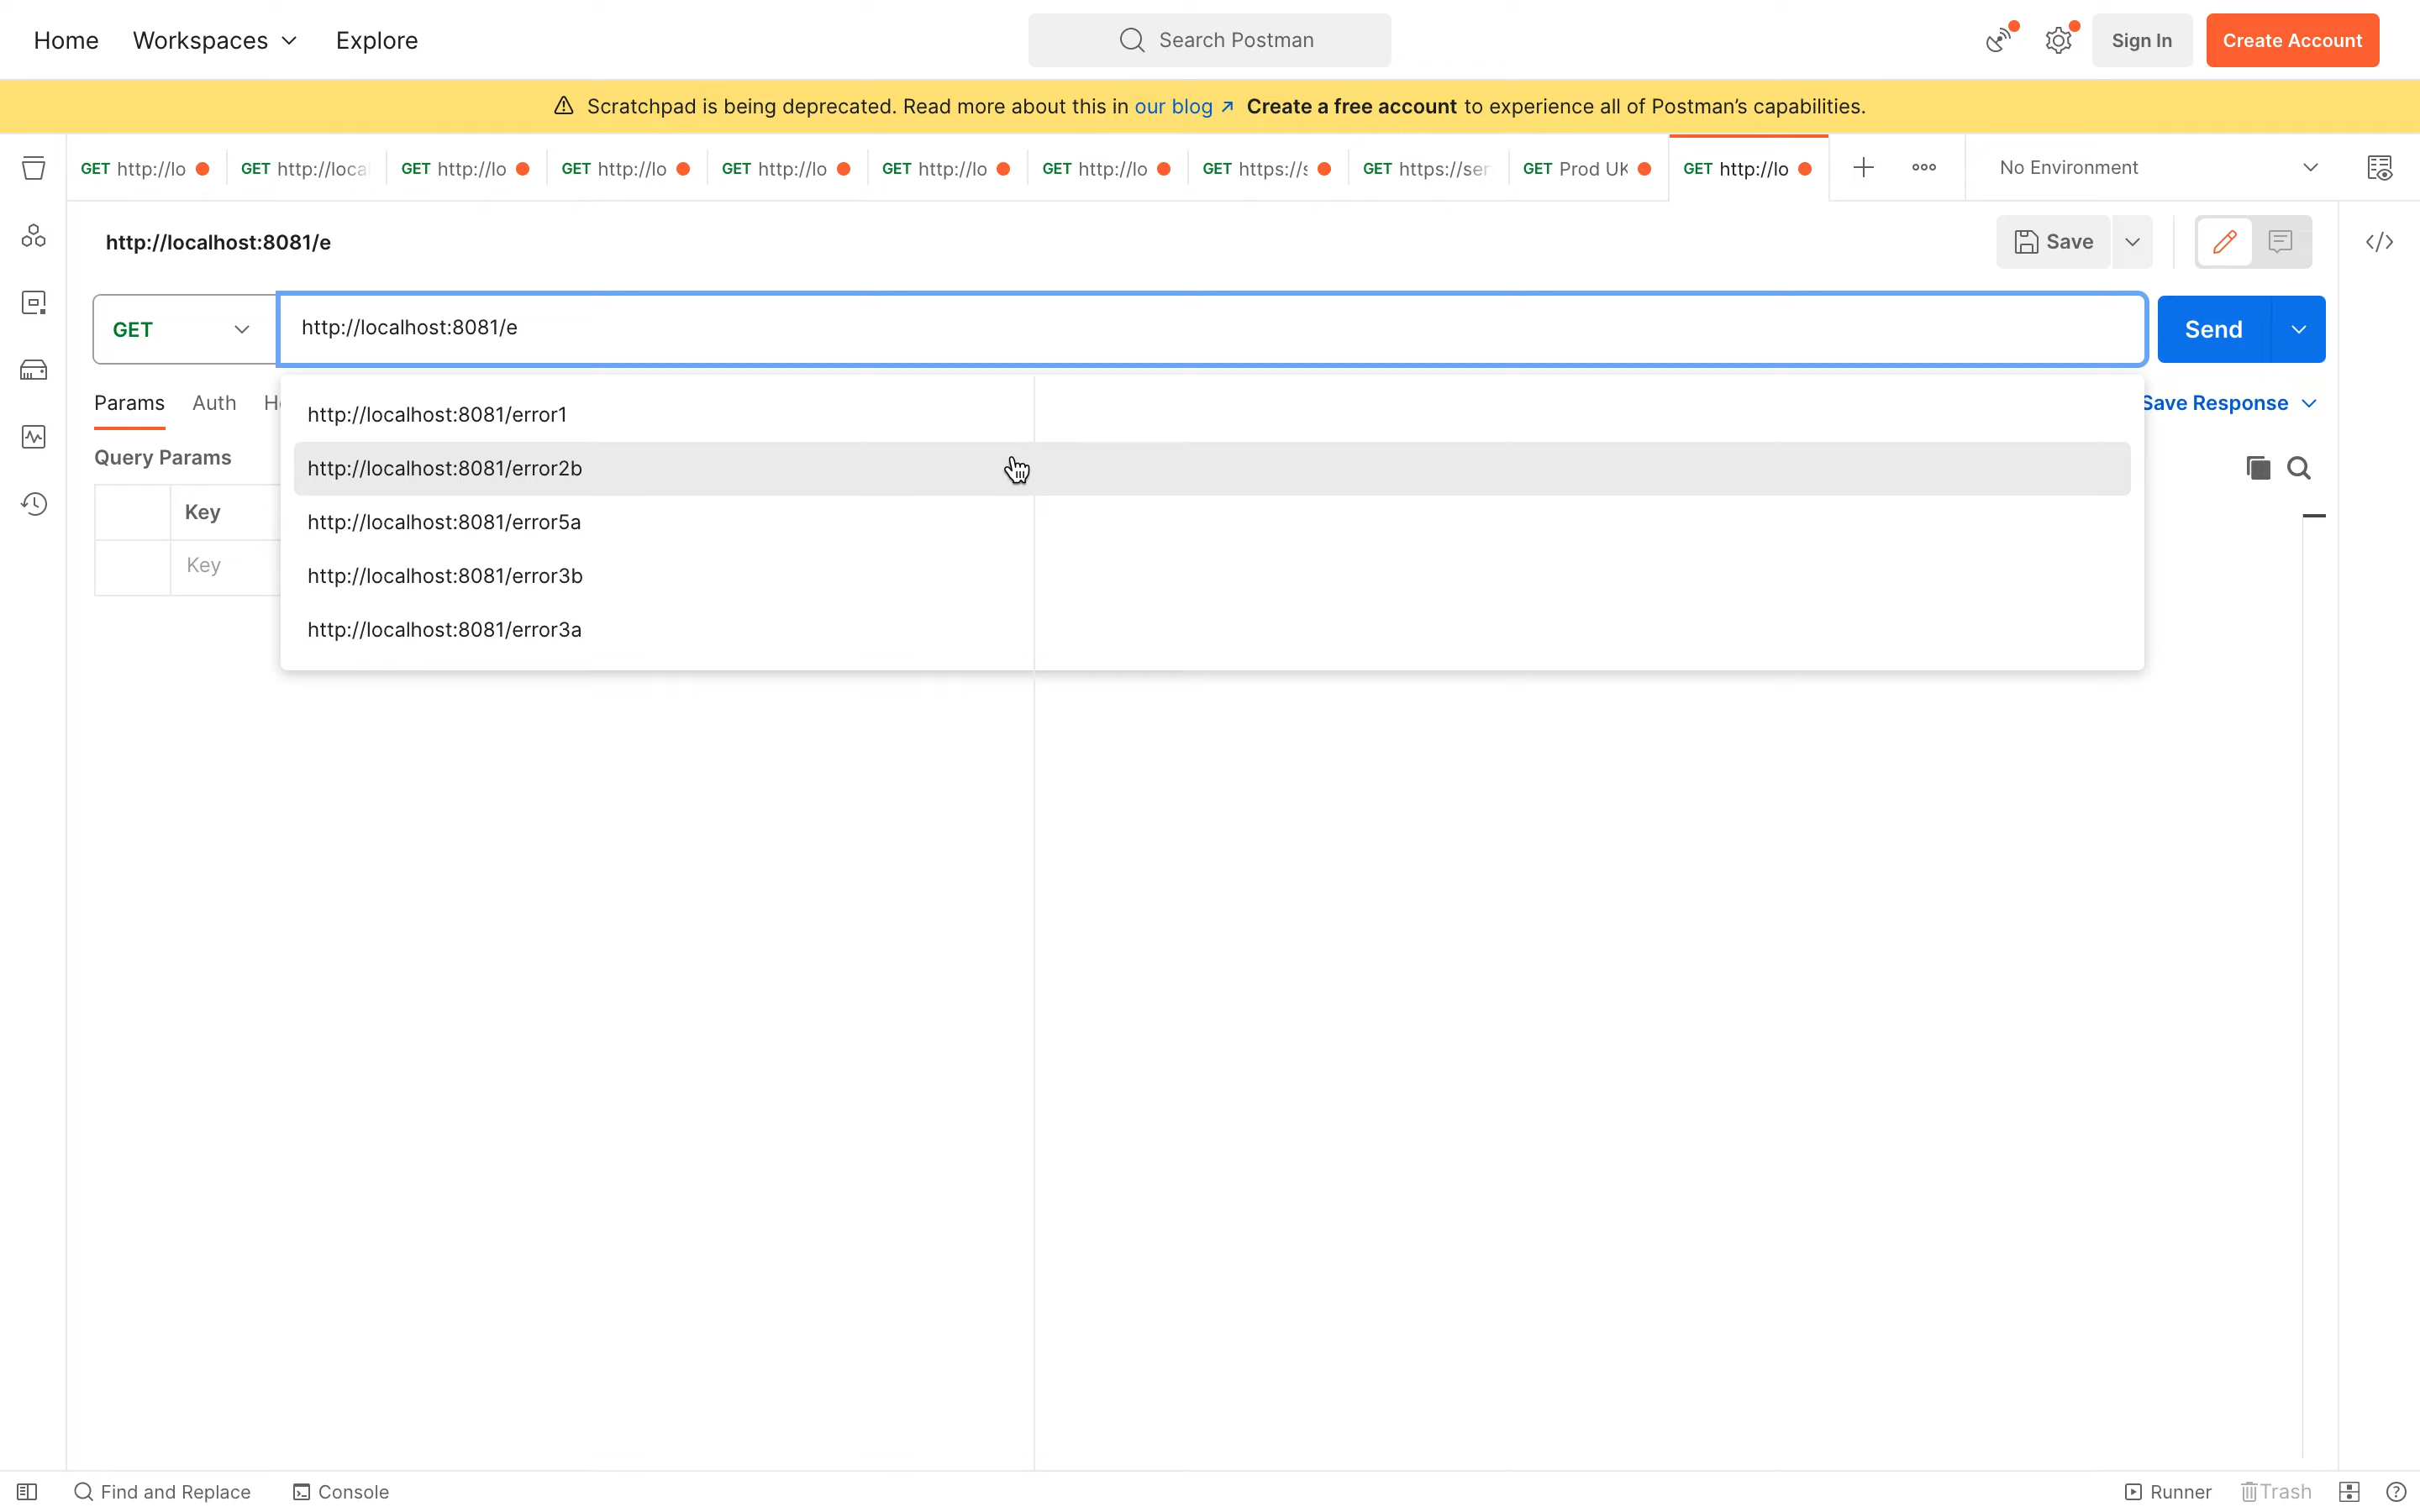 Home Workspaces Explore Search Postman Sign In Create Account
Scratchpad is being deprecated. Read more about this in our blog ↗ Create a free account to experience all of Postman's capabilities.
GET http://lo GET http://loca GET http://lo GET http://lo GET http://lo GET http://lo GET http://lo GET https://s GET https://ser GET Prod UK GET http://lo No Environment
http://localhost:8081/e Save
GET http://localhost:8081/e Send
Params Auth He Save Response
http://localhost:8081/error1
Query Params
http://localhost:8081/error2b
Key
http://localhost:8081/error5a
Key
http://localhost:8081/error3b
http://localhost:8081/error3a
Find and Replace Console Runner Trash